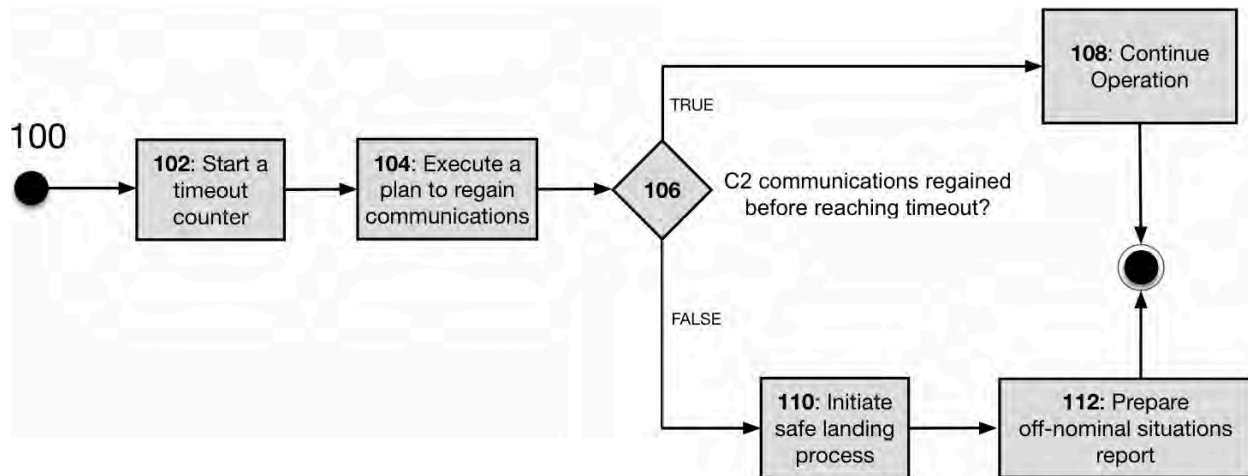 100
102: Start a
timeout
counter
104: Execute a
plan to regain
communications
106
C2 communications regained
before reaching timeout?
TRUE
108: Continue
Operation
FALSE
110: Initiate
safe landing
process
112: Prepare
off-nominal situations
report